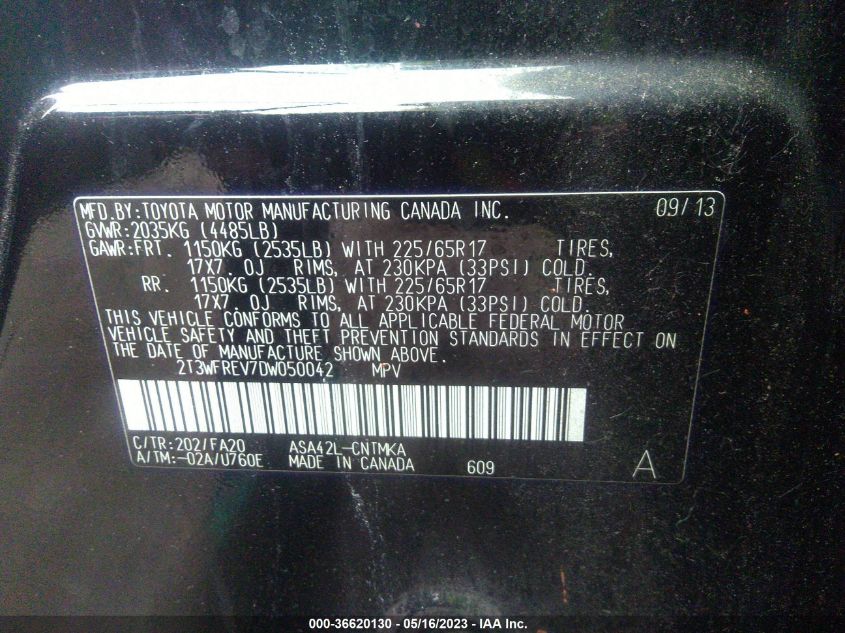 MFD.BY:TOYOTA MOTOR MANUFACTURING CANADA INC. 09/13
GVWR:2035KG (4485LB)
GAWR:FRT. 1150KG (2535LB) WITH 225/65R17 TIRES,
17X7. 0J RIMS, AT 230KPA (33PSI) COLD.
RR. 1150KG (2535LB) WITH 225/65R17 TIRES,
17X7. 0J RIMS, AT 230KPA (33PSI) COLD.
THIS VEHICLE CONFORMS TO ALL APPLICABLE FEDERAL MOTOR
VEHICLE SAFETY AND THEFT PREVENTION STANDARDS IN EFFECT ON
THE DATE OF MANUFACTURE SHOWN ABOVE.
2T3WFREV7DW050042 MPV
C/TR:202/FA20 ASA42L-CNTMKA
A/TM:-02A/U760E MADE IN CANADA 609 A
000-36620130 - 05/16/2023 - IAA Inc.